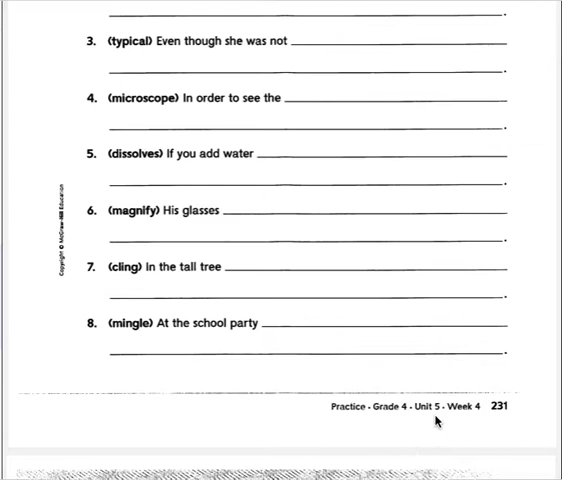 3. (typical) Even though she was not
.
4. (microscope) In order to see the
.
5. (dissolves) If you add water
.
6. (magnify) His glasses
.
7. (cling) In the tall tree
.
8. (mingle) At the school party
.
Copyright © McGraw-Hill Education
Practice • Grade 4 • Unit 5 • Week 4 231